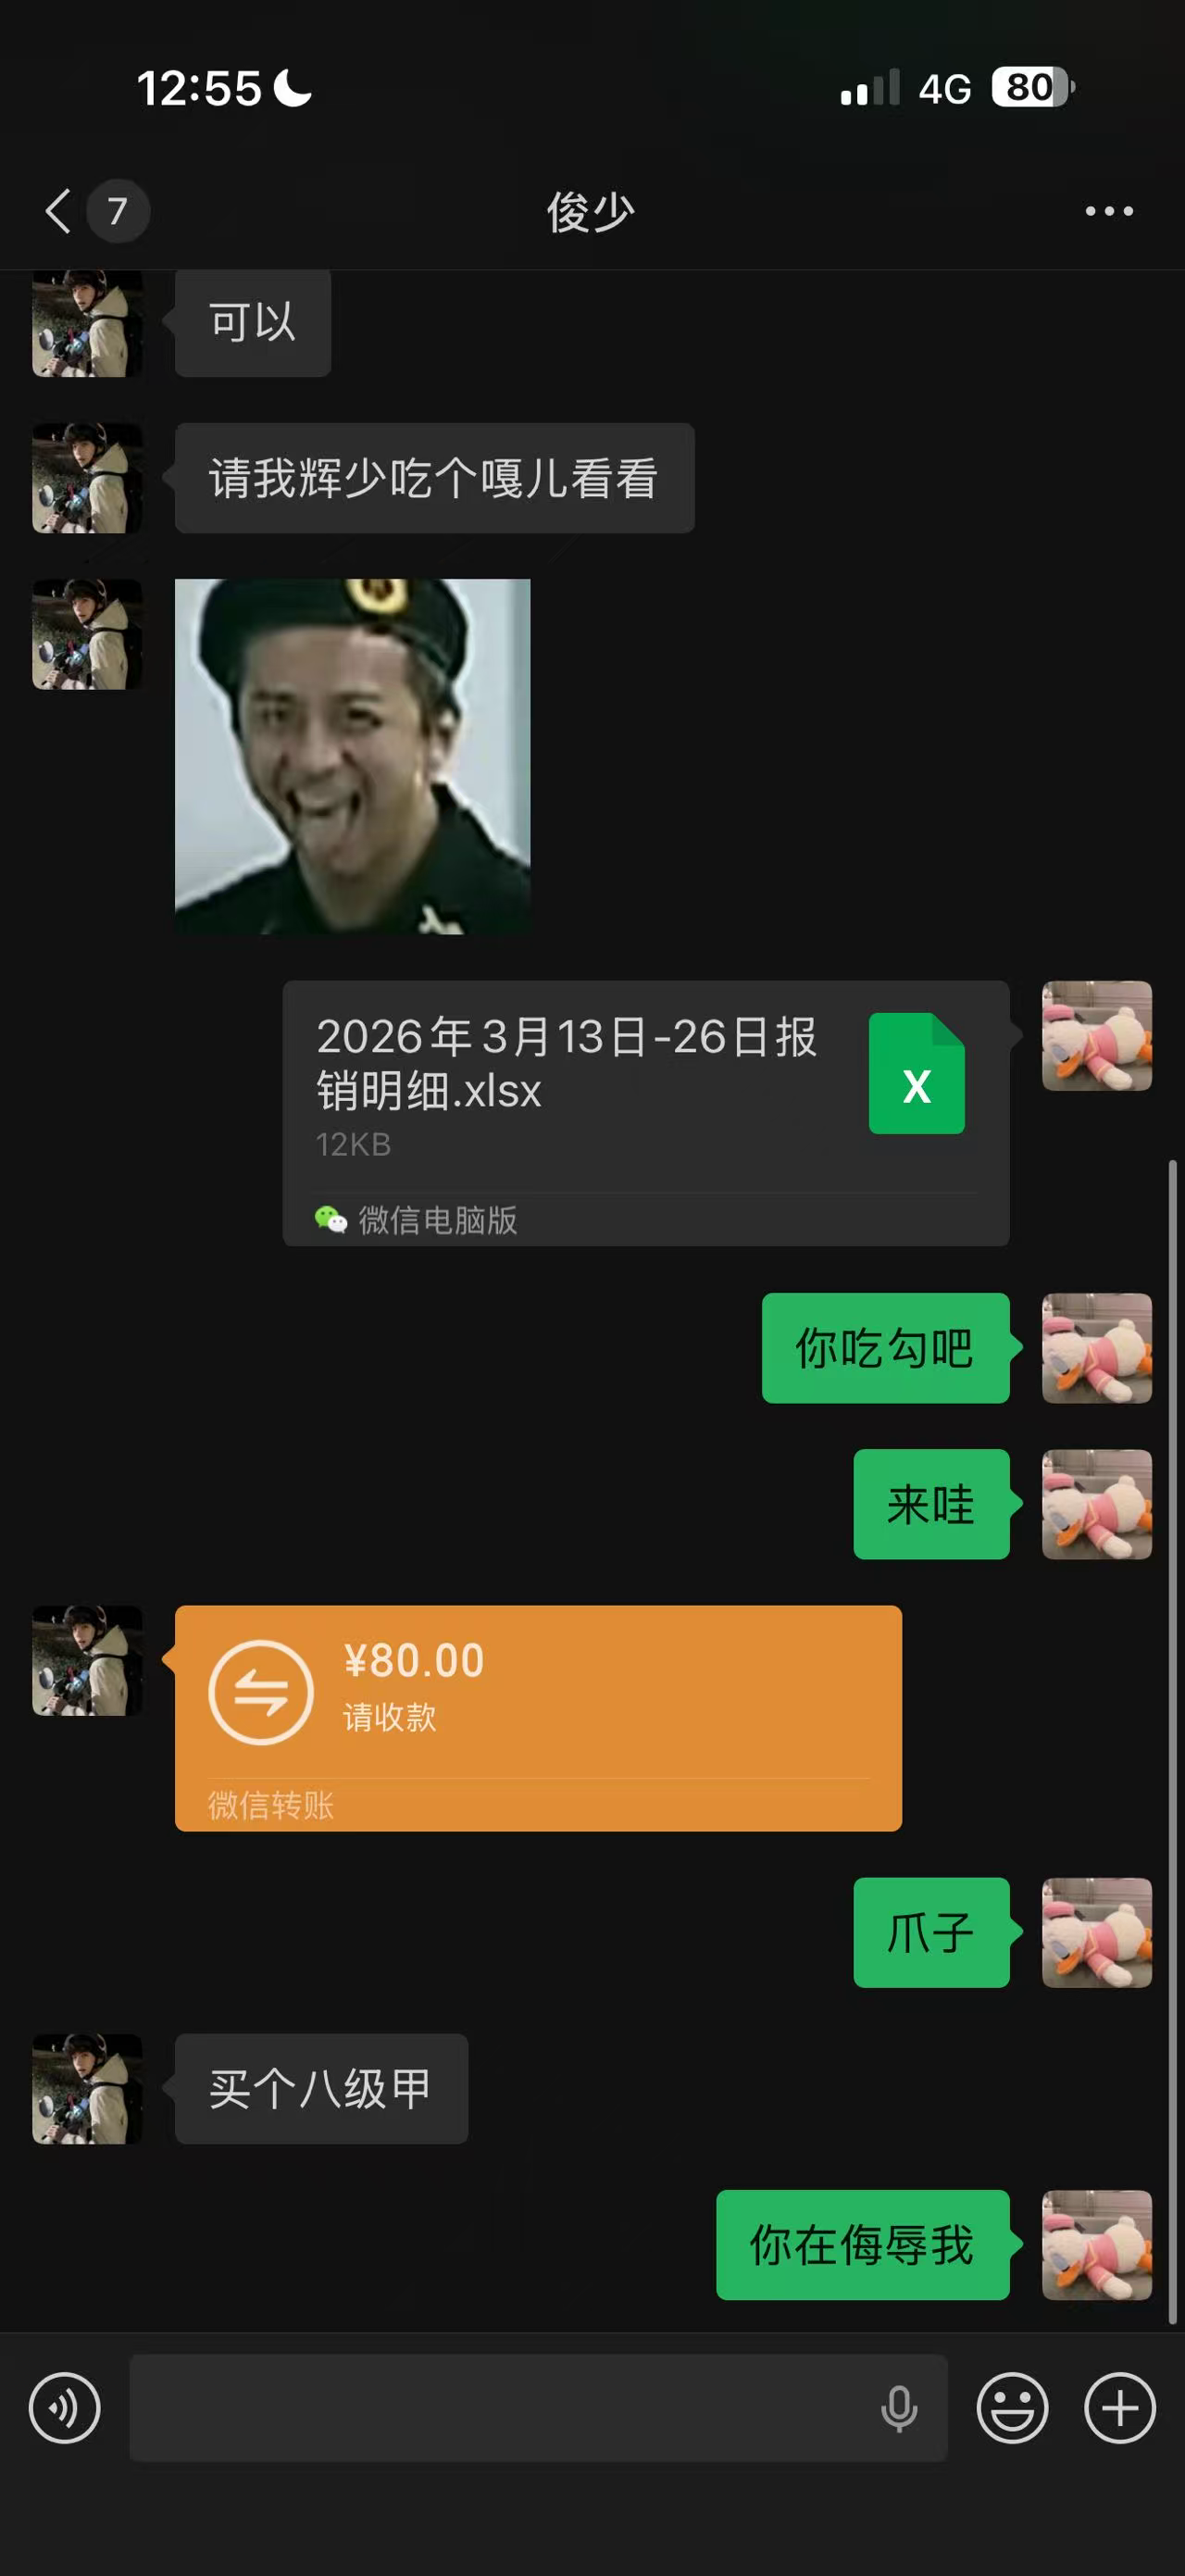 12:55
4G
80
7
俊少
可以
请我辉少吃个嘎儿看看
2026年3月13日-26日报
销明细.xlsx
12KB
X
微信电脑版
你吃勾吧
来哇
¥80.00
请收款
微信转账
爪子
买个八级甲
你在侮辱我